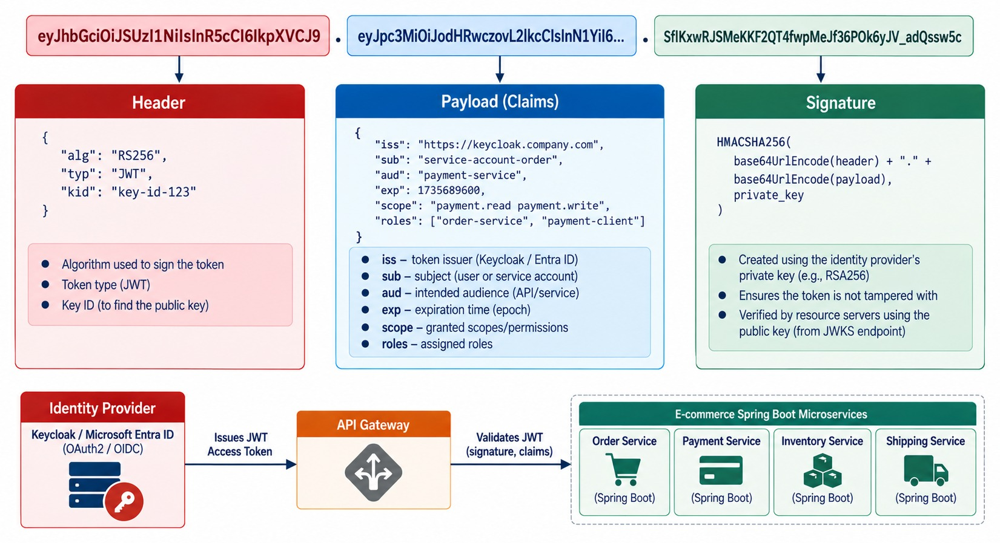 eyJhbGciOiJSUzI1NiIsInR5cCI6IkpXVCJ9 . eyJpc3MiOiJodHRwczovL2lkcCIsInN1YiI6... . SflKxwRJSMeKKF2QT4fwpMeJf36POk6yJV_adQssw5c
Header
{
"alg": "RS256",
"typ": "JWT",
"kid": "key-id-123"
}
Algorithm used to sign the token
Token type (JWT)
Key ID (to find the public key)
Payload (Claims)
{
"iss": "https://keycloak.company.com",
"sub": "service-account-order",
"aud": "payment-service",
"exp": 1735689600,
"scope": "payment.read payment.write",
"roles": ["order-service", "payment-client"]
}
iss – token issuer (Keycloak / Entra ID)
sub – subject (user or service account)
aud – intended audience (API/service)
exp – expiration time (epoch)
scope – granted scopes/permissions
roles – assigned roles
Signature
HMACSHA256(
base64UrlEncode(header) + "." +
base64UrlEncode(payload),
private_key
)
Created using the identity provider's
private key (e.g., RSA256)
Ensures the token is not tampered with
Verified by resource servers using the
public key (from JWKS endpoint)
Identity Provider
Keycloak / Microsoft Entra ID
(OAuth2 / OIDC)
Issues JWT
Access Token
API Gateway
Validates JWT
(signature, claims)
E-commerce Spring Boot Microservices
Order Service
(Spring Boot)
Payment Service
(Spring Boot)
Inventory Service
(Spring Boot)
Shipping Service
(Spring Boot)